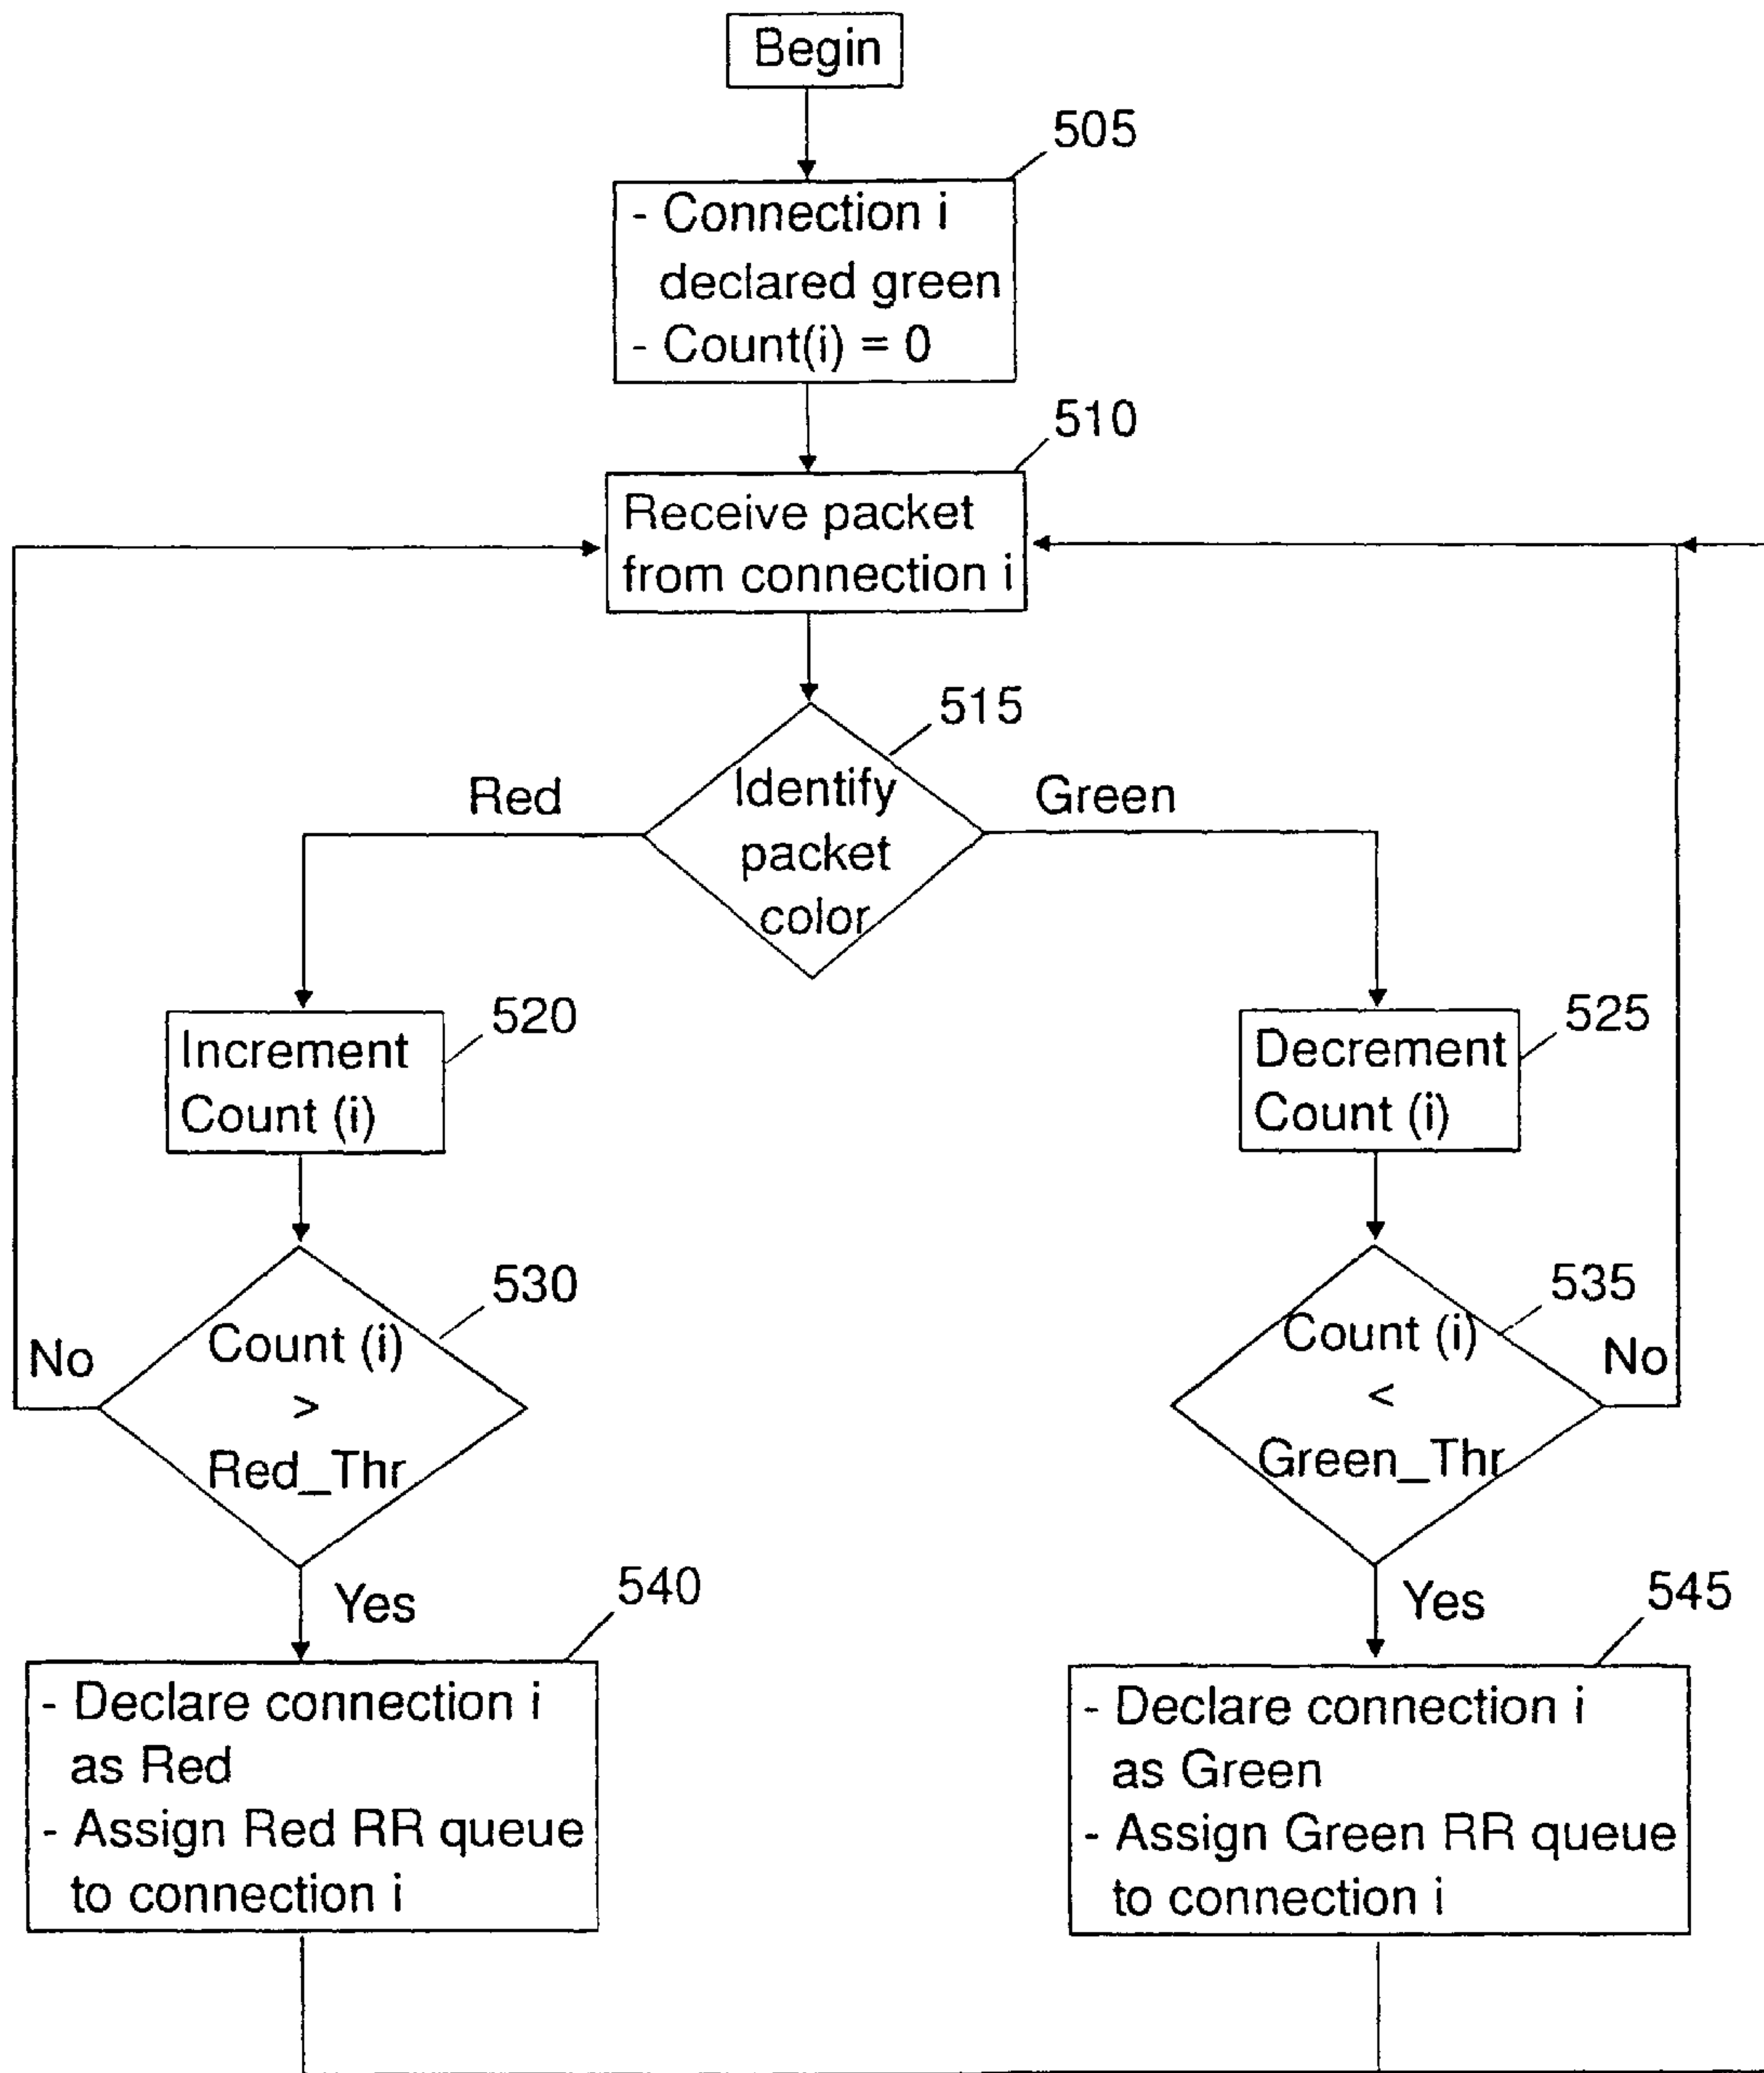 Begin
505
- Connection i
declared green
- Count(i) = 0
510
Receive packet
from connection i
515
Red
Identify
packet
color
Green
520
Increment
Count (i)
525
Decrement
Count (i)
530
No
Count (i)
>
Red_Thr
535
Count (i)
<
Green_Thr
No
Yes
540
- Declare connection i
as Red
- Assign Red RR queue
to connection i
Yes
545
- Declare connection i
as Green
- Assign Green RR queue
to connection i